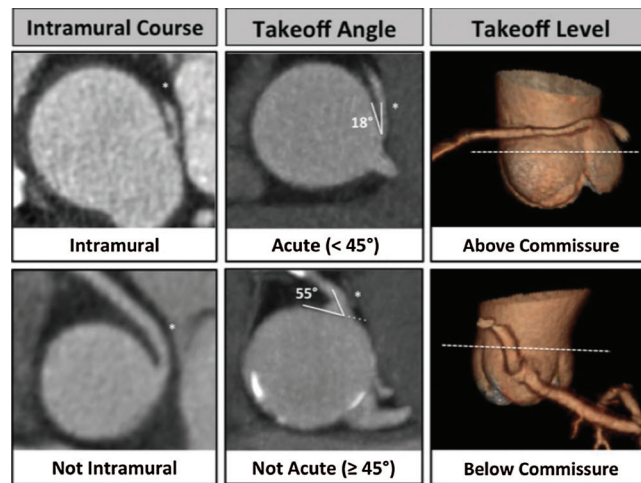 Intramural Course Takeoff Angle Takeoff Level
* 18° *
Intramural Acute (< 45°) Above Commissure
* 55° *
Not Intramural Not Acute (≥ 45°) Below Commissure